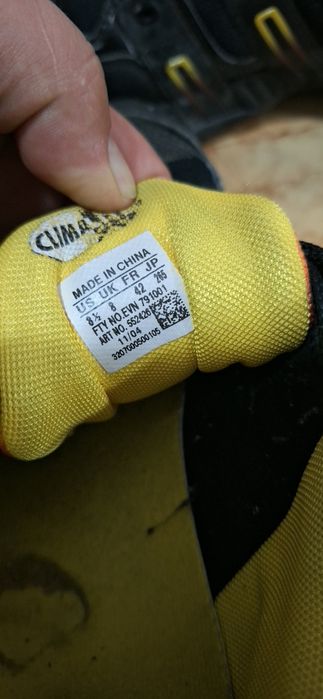 CLIMA
MADE IN CHINA
US UK FR JP
8½ 8 42 265
FTY NO.EVN 791001
ART NO. 552426
11/04
3207000500105